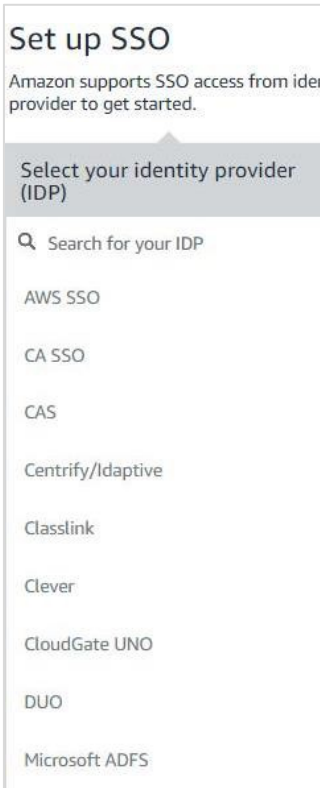 Set up SSO
Amazon supports SSO access from iden
provider to get started.
Select your identity provider
(IDP)
Search for your IDP
AWS SSO
CA SSO
CAS
Centrify/Idaptive
Classlink
Clever
CloudGate UNO
DUO
Microsoft ADFS